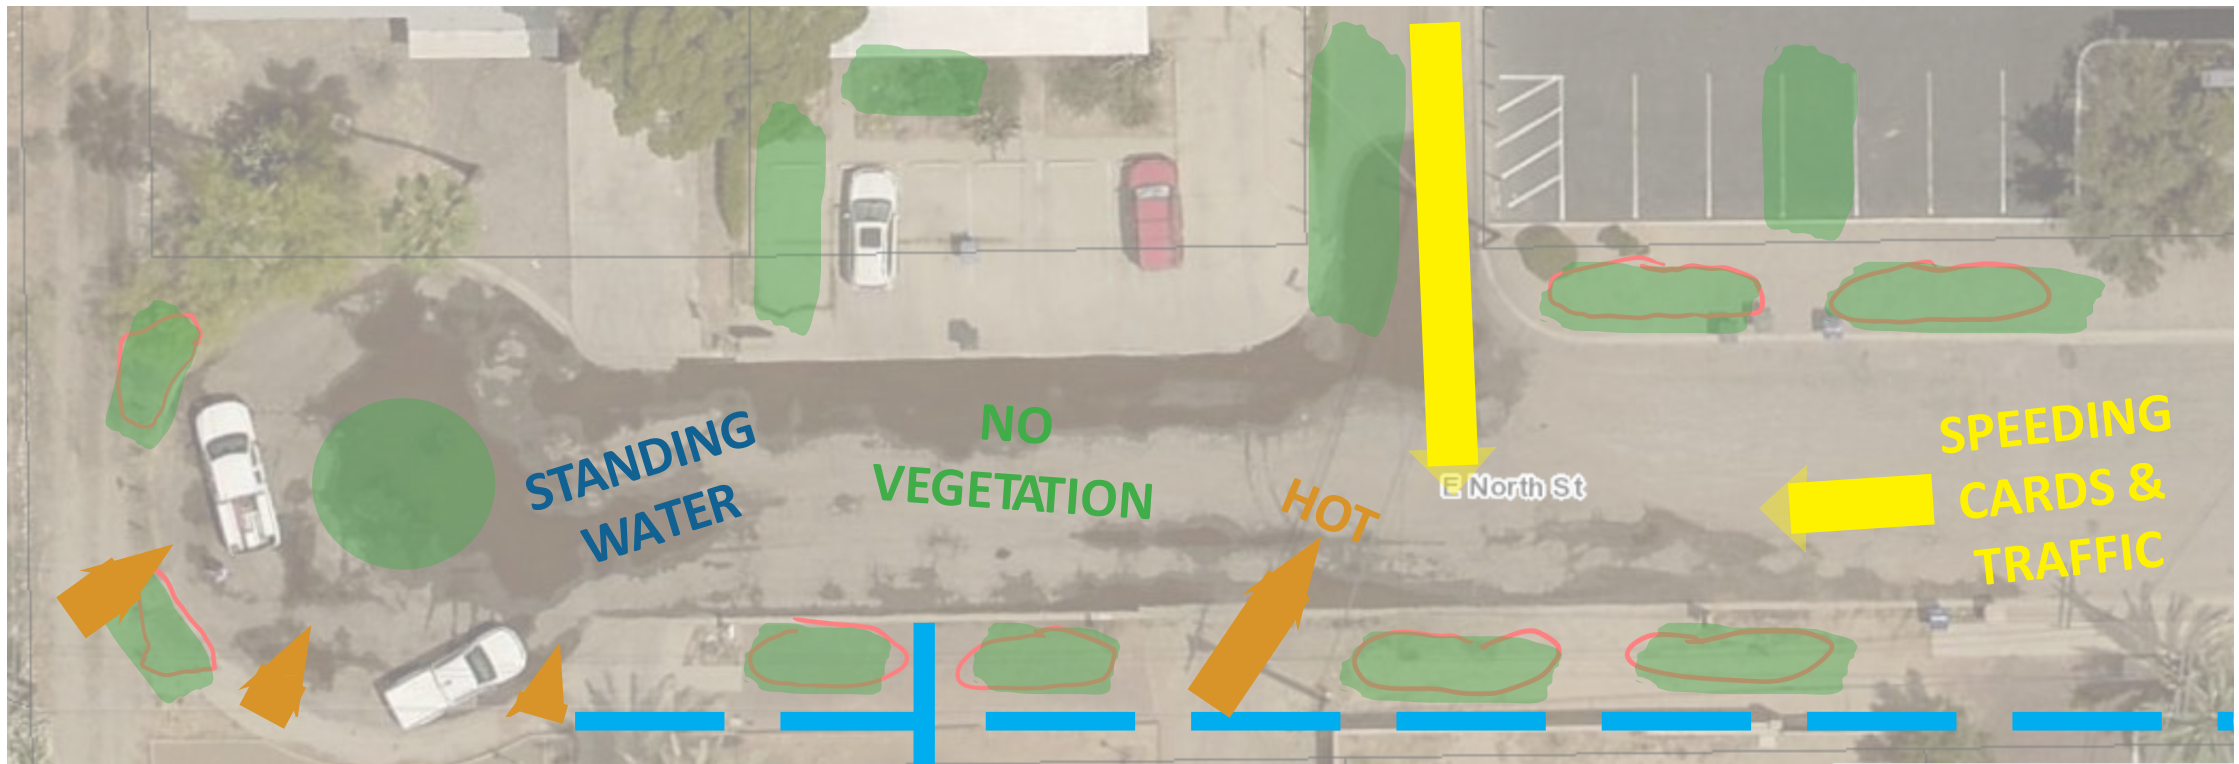 STANDING
WATER
NO
VEGETATION
HOT
E North St
SPEEDING
CARDS &
TRAFFIC